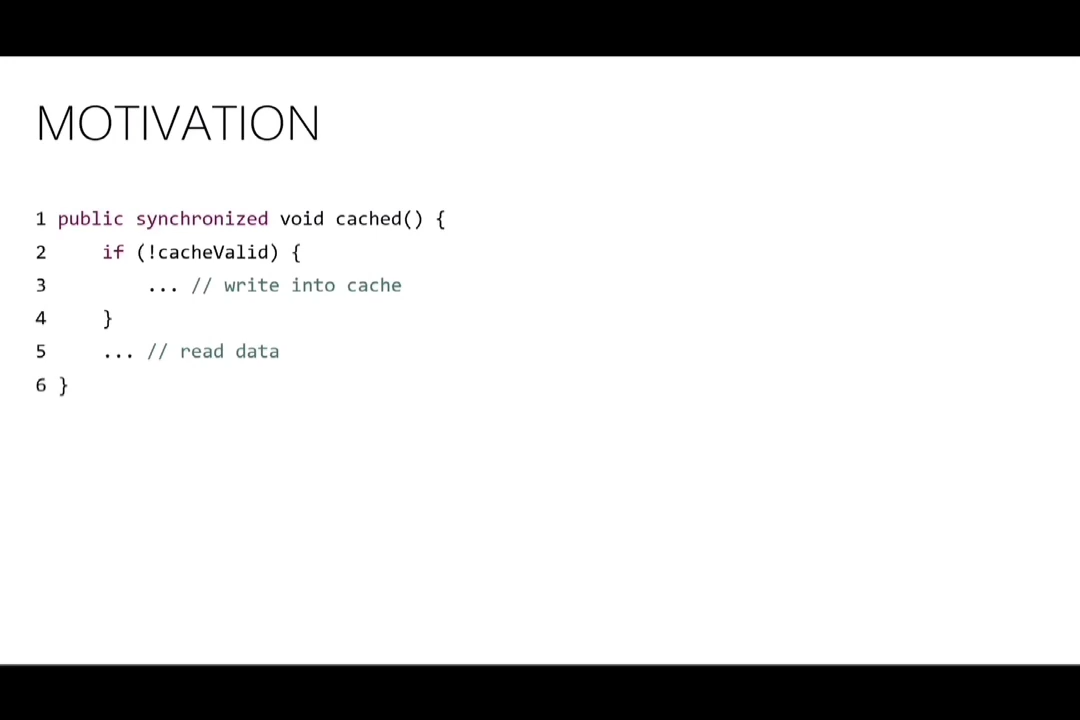 MOTIVATION
1 public synchronized void cached() {
2     if (!cacheValid) {
3         ... // write into cache
4     }
5     ... // read data
6 }